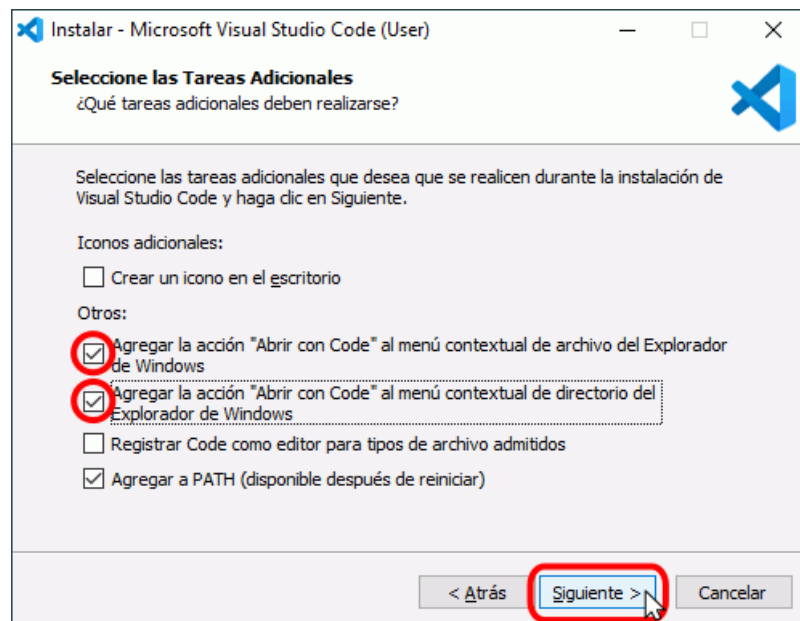 Instalar - Microsoft Visual Studio Code (User)
Seleccione las Tareas Adicionales
¿Qué tareas adicionales deben realizarse?
Seleccione las tareas adicionales que desea que se realicen durante la instalación de
Visual Studio Code y haga clic en Siguiente.
Iconos adicionales:
Crear un icono en el escritorio
Otros:
Agregar la acción "Abrir con Code" al menú contextual de archivo del Explorador
de Windows
Agregar la acción "Abrir con Code" al menú contextual de directorio del
Explorador de Windows
Registrar Code como editor para tipos de archivo admitidos
Agregar a PATH (disponible después de reiniciar)
< Atrás Siguiente > Cancelar